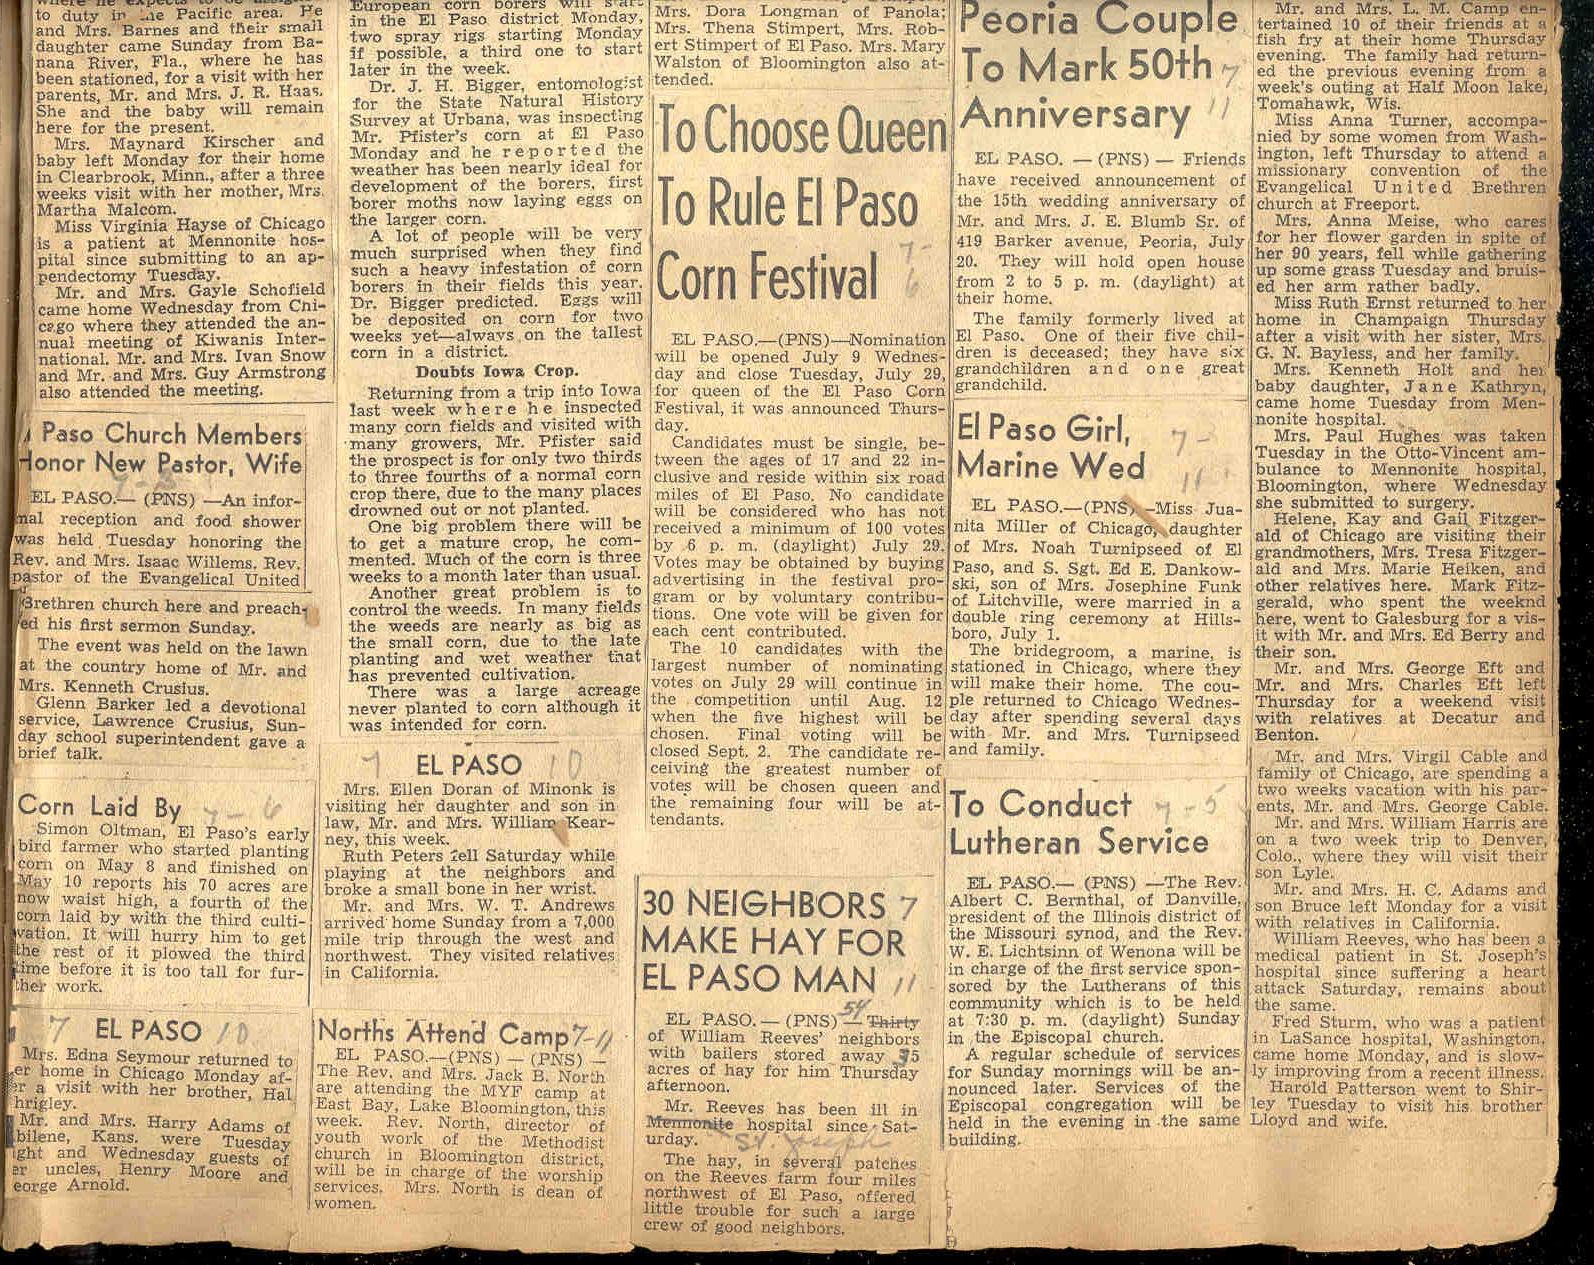 where he expects to be assigned
to duty in the Pacific area. He
and Mrs. Barnes and their small
daughter came Sunday from Ba-
nana River, Fla., where he has
been stationed, for a visit with her
parents, Mr. and Mrs. J. R. Haas.
She and the baby will remain
here for the present.
Mrs. Maynard Kirscher and
baby left Monday for their home
in Clearbrook, Minn., after a three
weeks visit with her mother, Mrs.
Martha Malcom.
Miss Virginia Hayse of Chicago
is a patient at Mennonite hos-
pital since submitting to an ap-
pendectomy Tuesday.
Mr. and Mrs. Gayle Schofield
came home Wednesday from Chi-
cago where they attended the an-
nual meeting of Kiwanis Inter-
national. Mr. and Mrs. Ivan Snow
and Mr. and Mrs. Guy Armstrong
also attended the meeting.
Paso Church Members
Honor New Pastor, Wife
EL PASO.— (PNS) —An infor-
mal reception and food shower
was held Tuesday honoring the
Rev. and Mrs. Isaac Willems. Rev.
pastor of the Evangelical United
Brethren church here and preach-
ed his first sermon Sunday.
The event was held on the lawn
at the country home of Mr. and
Mrs. Kenneth Crusius.
Glenn Barker led a devotional
service, Lawrence Crusius, Sun-
day school superintendent gave a
brief talk.
Corn Laid By 7-6
Simon Oltman, El Paso's early
bird farmer who started planting
corn on May 8 and finished on
May 10 reports his 70 acres are
now waist high, a fourth of the
corn laid by with the third culti-
vation. It will hurry him to get
the rest of it plowed the third
time before it is too tall for fur-
ther work.
7 EL PASO 10
Mrs. Edna Seymour returned to
er home in Chicago Monday af-
er a visit with her brother, Hal
hrigley.
Mr. and Mrs. Harry Adams of
bilene, Kans. were Tuesday
ight and Wednesday guests of
er uncles, Henry Moore and
eorge Arnold.
European corn borers will start
in the El Paso district Monday,
two spray rigs starting Monday
if possible, a third one to start
later in the week.
Dr. J. H. Bigger, entomologist
for the State Natural History
Survey at Urbana, was inspecting
Mr. Pfister's corn at El Paso
Monday and he reported the
weather has been nearly ideal for
development of the borers, first
borer moths now laying eggs on
the larger corn.
A lot of people will be very
much surprised when they find
such a heavy infestation of corn
borers in their fields this year.
Dr. Bigger predicted. Eggs will
be deposited on corn for two
weeks yet—always on the tallest
corn in a district.
Doubts Iowa Crop.
Returning from a trip into Iowa
last week where he inspected
many corn fields and visited with
many growers, Mr. Pfister said
the prospect is for only two thirds
to three fourths of a normal corn
crop there, due to the many places
drowned out or not planted.
One big problem there will be
to get a mature crop, he com-
mented. Much of the corn is three
weeks to a month later than usual.
Another great problem is to
control the weeds. In many fields
the weeds are nearly as big as
the small corn, due to the late
planting and wet weather that
has prevented cultivation.
There was a large acreage
never planted to corn although it
was intended for corn.
7 EL PASO 10
Mrs. Ellen Doran of Minonk is
visiting her daughter and son in
law, Mr. and Mrs. William Kear-
ney, this week.
Ruth Peters fell Saturday while
playing at the neighbors and
broke a small bone in her wrist.
Mr. and Mrs. W. T. Andrews
arrived home Sunday from a 7,000
mile trip through the west and
northwest. They visited relatives
in California.
Norths Attend Camp 7-11
EL PASO.—(PNS) — (PNS) —
The Rev. and Mrs. Jack B. North
are attending the MYF camp at
East Bay, Lake Bloomington, this
week. Rev. North, director of
youth work of the Methodist
church in Bloomington district,
will be in charge of the worship
services. Mrs. North is dean of
women.
Mrs. Dora Longman of Panola;
Mrs. Thena Stimpert, Mrs. Rob-
ert Stimpert of El Paso. Mrs. Mary
Walston of Bloomington also at-
tended.
To Choose Queen
To Rule El Paso
Corn Festival
7-
6
EL PASO.—(PNS)—Nomination
will be opened July 9 Wednes-
day and close Tuesday, July 29,
for queen of the El Paso Corn
Festival, it was announced Thurs-
day.
Candidates must be single, be-
tween the ages of 17 and 22 in-
clusive and reside within six road
miles of El Paso. No candidate
will be considered who has not
received a minimum of 100 votes
by 6 p. m. (daylight) July 29.
Votes may be obtained by buying
advertising in the festival pro-
gram or by voluntary contribu-
tions. One vote will be given for
each cent contributed.
The 10 candidates with the
largest number of nominating
votes on July 29 will continue in
the competition until Aug. 12
when the five highest will be
chosen. Final voting will be
closed Sept. 2. The candidate re-
ceiving the greatest number of
votes will be chosen queen and
the remaining four will be at-
tendants.
30 NEIGHBORS 7
MAKE HAY FOR
EL PASO MAN 11
54
EL PASO. — (PNS) — Thirty
of William Reeves' neighbors
with bailers stored away 35
acres of hay for him Thursday
afternoon.
Mr. Reeves has been ill in
Mennonite hospital since Sat-
urday. St. Joseph
The hay, in several patches
on the Reeves farm four miles
northwest of El Paso, offered
little trouble for such a large
crew of good neighbors.
Peoria Couple
To Mark 50th 7
Anniversary 11
EL PASO. — (PNS) — Friends
have received announcement of
the 15th wedding anniversary of
Mr. and Mrs. J. E. Blumb Sr. of
419 Barker avenue, Peoria, July
20. They will hold open house
from 2 to 5 p. m. (daylight) at
their home.
The family formerly lived at
El Paso. One of their five chil-
dren is deceased; they have six
grandchildren and one great
grandchild.
El Paso Girl,
Marine Wed
EL PASO.—(PNS)—Miss Jua-
nita Miller of Chicago, daughter
of Mrs. Noah Turnipseed of El
Paso, and S. Sgt. Ed E. Dankow-
ski, son of Mrs. Josephine Funk
of Litchville, were married in a
double ring ceremony at Hills-
boro, July 1.
The bridegroom, a marine, is
stationed in Chicago, where they
will make their home. The cou-
ple returned to Chicago Wednes-
day after spending several days
with Mr. and Mrs. Turnipseed
and family.
To Conduct 7-5
Lutheran Service
EL PASO.— (PNS) —The Rev.
Albert C. Bernthal, of Danville,
president of the Illinois district of
the Missouri synod, and the Rev.
W. E. Lichtsinn of Wenona will be
in charge of the first service spon-
sored by the Lutherans of this
community which is to be held
at 7:30 p. m. (daylight) Sunday
in the Episcopal church.
A regular schedule of services
for Sunday mornings will be an-
nounced later. Services of the
Episcopal congregation will be
held in the evening in the same
building.
Mr. and Mrs. L. M. Camp en-
tertained 10 of their friends at a
fish fry at their home Thursday
evening. The family had return-
ed the previous evening from a
week's outing at Half Moon lake,
Tomahawk, Wis.
Miss Anna Turner, accompa-
nied by some women from Wash-
ington, left Thursday to attend a
missionary convention of the
Evangelical United Brethren
church at Freeport.
Mrs. Anna Meise, who cares
for her flower garden in spite of
her 90 years, fell while gathering
up some grass Tuesday and bruis-
ed her arm rather badly.
Miss Ruth Ernst returned to her
home in Champaign Thursday
after a visit with her sister, Mrs.
G. N. Bayless, and her family.
Mrs. Kenneth Holt and her
baby daughter, Jane Kathryn,
came home Tuesday from Men-
nonite hospital.
Mrs. Paul Hughes was taken
Tuesday in the Otto-Vincent am-
bulance to Mennonite hospital,
Bloomington, where Wednesday
she submitted to surgery.
Helene, Kay and Gail Fitzger-
ald of Chicago are visiting their
grandmothers, Mrs. Tresa Fitzger-
ald and Mrs. Marie Heiken, and
other relatives here. Mark Fitz-
gerald, who spent the weeknd
here, went to Galesburg for a vis-
it with Mr. and Mrs. Ed Berry and
their son.
Mr. and Mrs. George Eft and
Mr. and Mrs. Charles Eft left
Thursday for a weekend visit
with relatives at Decatur and
Benton.
Mr. and Mrs. Virgil Cable and
family of Chicago, are spending a
two weeks vacation with his par-
ents, Mr. and Mrs. George Cable.
Mr. and Mrs. William Harris are
on a two week trip to Denver,
Colo., where they will visit their
son Lyle.
Mr. and Mrs. H. C. Adams and
son Bruce left Monday for a visit
with relatives in California.
William Reeves, who has been a
medical patient in St. Joseph's
hospital since suffering a heart
attack Saturday, remains about
the same.
Fred Sturm, who was a patient
in LaSance hospital, Washington,
came home Monday, and is slow-
ly improving from a recent illness.
Harold Patterson went to Shir-
ley Tuesday to visit his brother
Lloyd and wife.